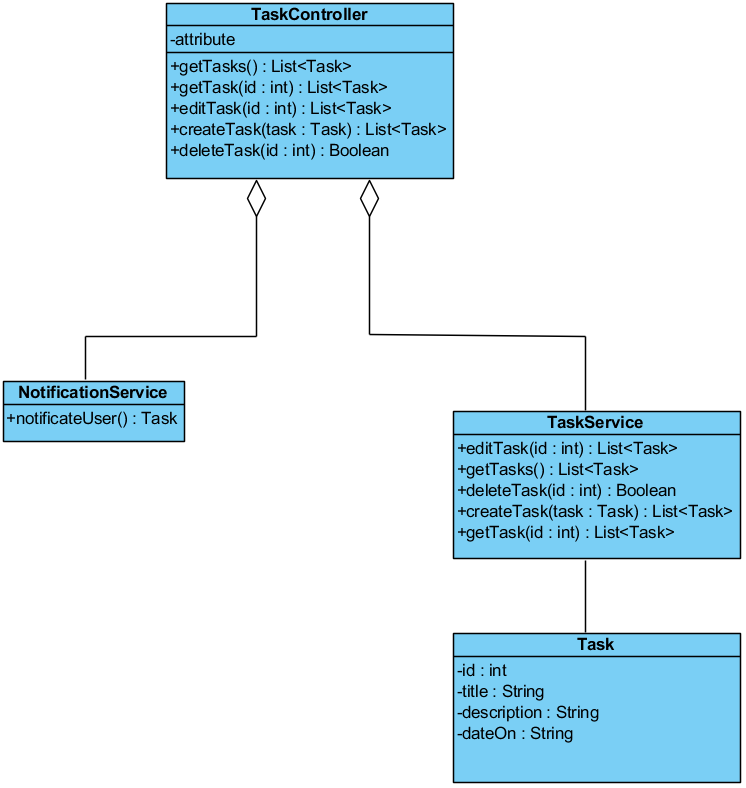 TaskController
-attribute
+getTasks() : List<Task>
+getTask(id : int) : List<Task>
+editTask(id : int) : List<Task>
+createTask(task : Task) : List<Task>
+deleteTask(id : int) : Boolean
NotificationService
+notificateUser() : Task
TaskService
+editTask(id : int) : List<Task>
+getTasks() : List<Task>
+deleteTask(id : int) : Boolean
+createTask(task : Task) : List<Task>
+getTask(id : int) : List<Task>
Task
-id : int
-title : String
-description : String
-dateOn : String